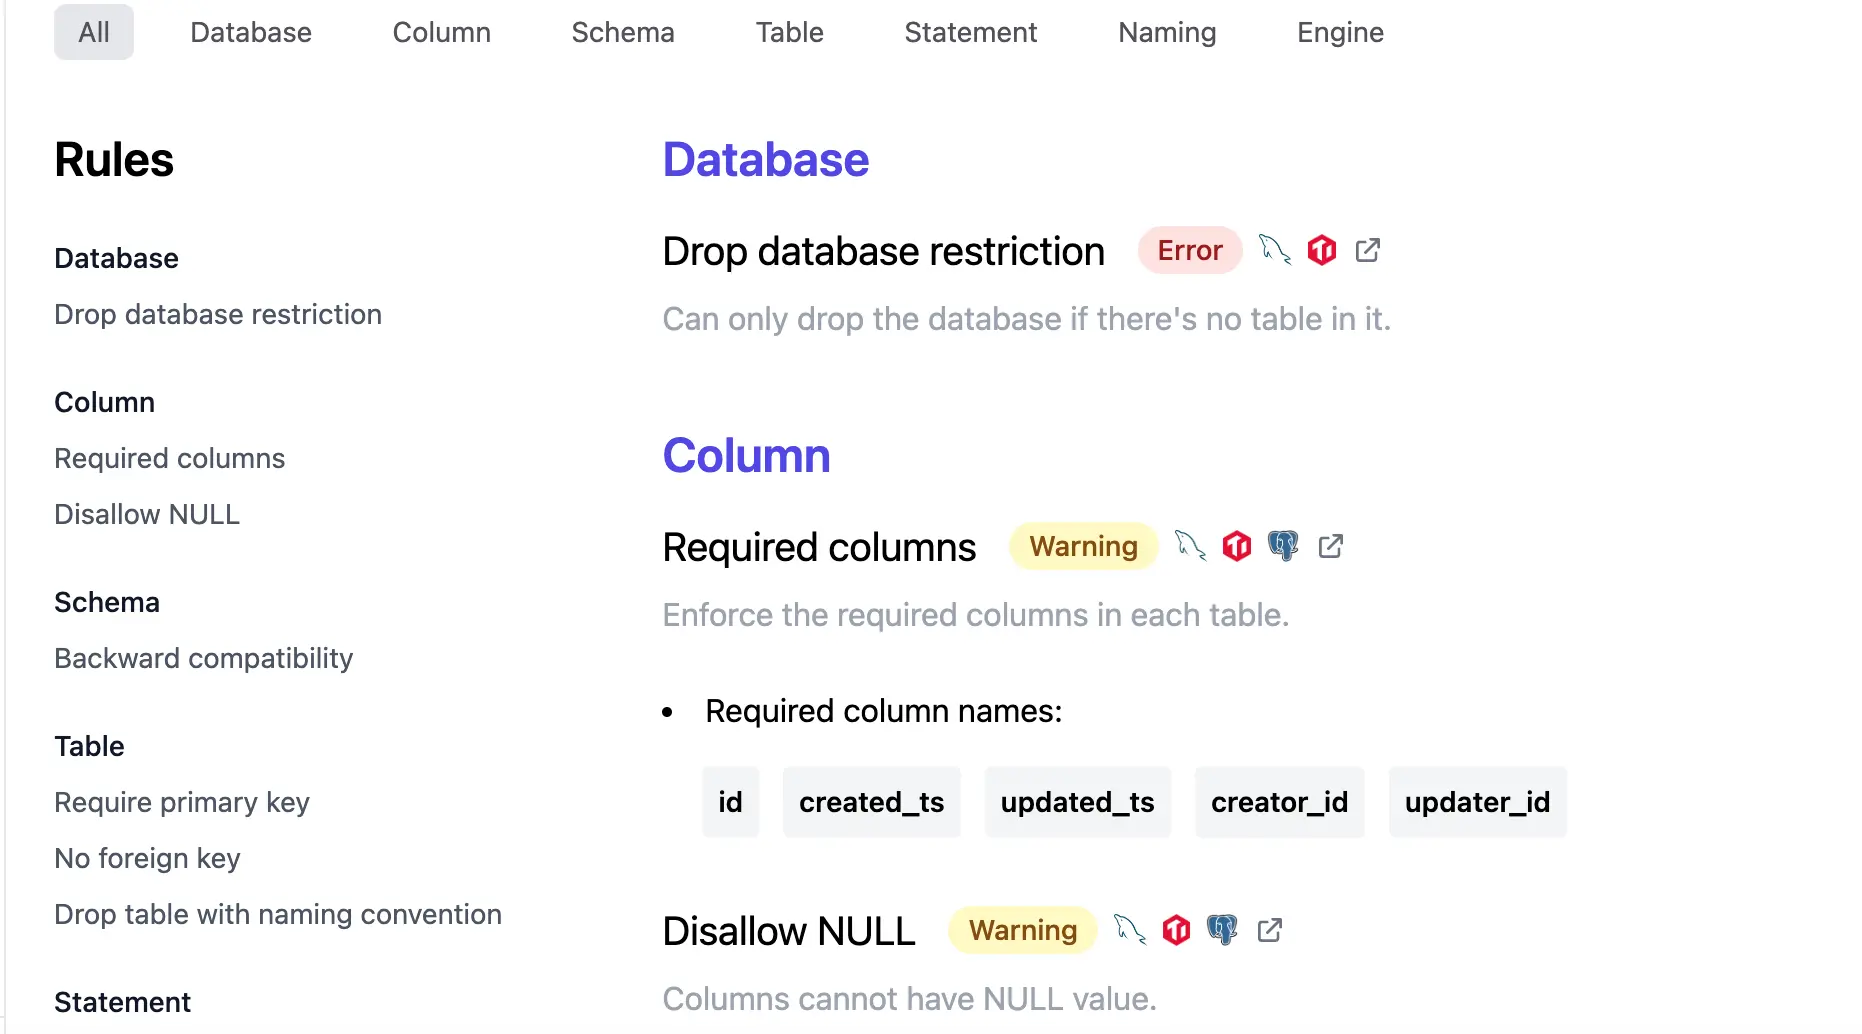 All Database Column Schema Table Statement Naming Engine
Rules
Database
Drop database restriction
Column
Required columns
Disallow NULL
Schema
Backward compatibility
Table
Require primary key
No foreign key
Drop table with naming convention
Statement
Database
Drop database restriction Error
Can only drop the database if there's no table in it.
Column
Required columns Warning
Enforce the required columns in each table.
• Required column names:
id created_ts updated_ts creator_id updater_id
Disallow NULL Warning
Columns cannot have NULL value.